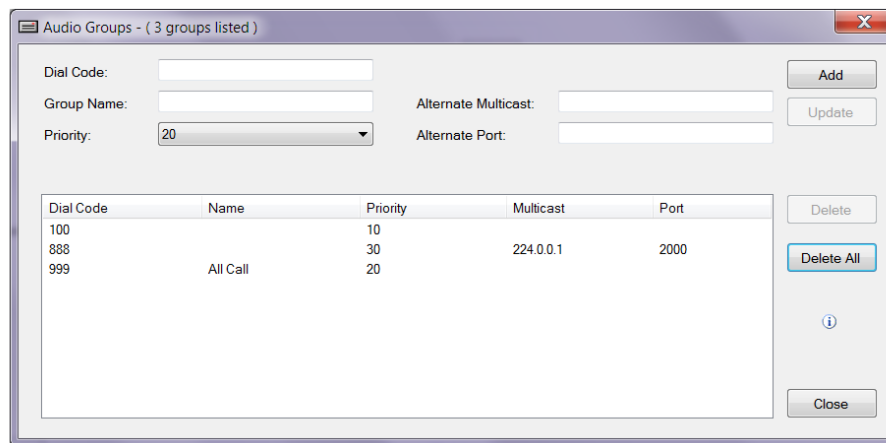 Audio Groups - ( 3 groups listed )
Dial Code:
Add
Group Name:
Alternate Multicast:
Update
Priority:
20
Alternate Port:
Dial Code Name Priority Multicast Port
Delete
100 10
888 30 224.0.0.1 2000
Delete All
999 All Call 20
Close